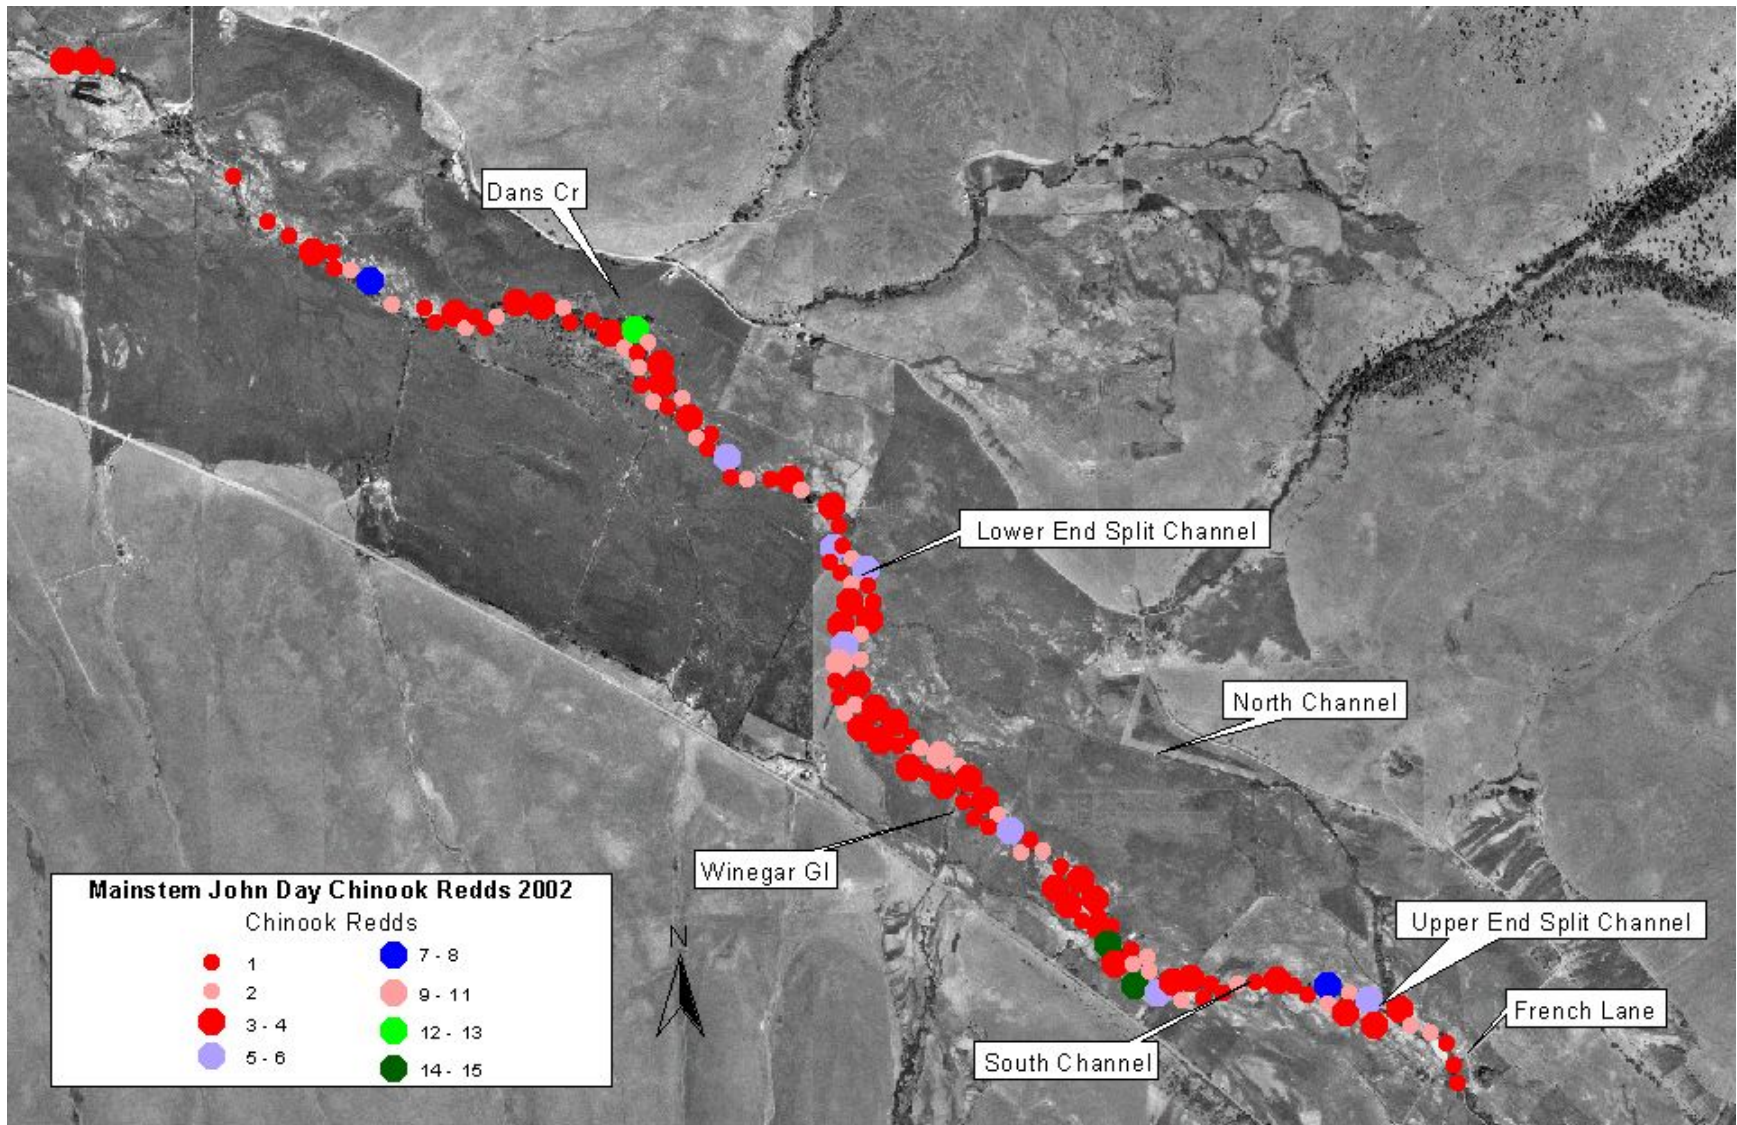 Dans Cr
Lower End Split Channel
North Channel
Winegar Gl
Upper End Split Channel
French Lane
South Channel
N
Mainstem John Day Chinook Redds 2002
Chinook Redds
1
2
3 - 4
5 - 6
7 - 8
9 - 11
12 - 13
14 - 15